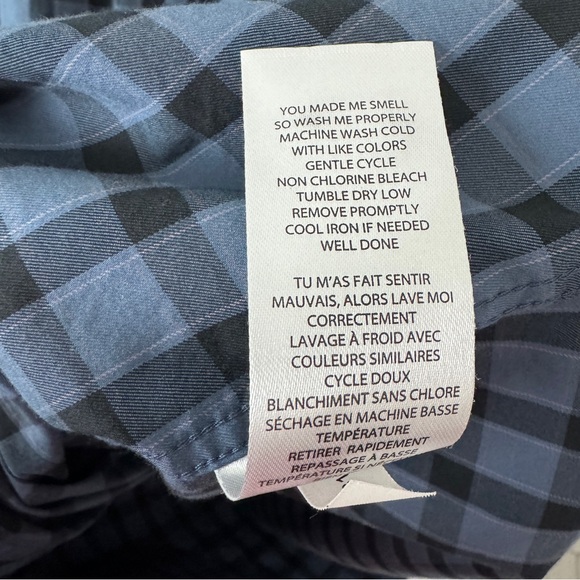 YOU MADE ME SMELL
SO WASH ME PROPERLY
MACHINE WASH COLD
WITH LIKE COLORS
GENTLE CYCLE
NON CHLORINE BLEACH
TUMBLE DRY LOW
REMOVE PROMPTLY
COOL IRON IF NEEDED
WELL DONE
TU M'AS FAIT SENTIR
MAUVAIS, ALORS LAVE MOI
CORRECTEMENT
LAVAGE À FROID AVEC
COULEURS SIMILAIRES
CYCLE DOUX
BLANCHIMENT SANS CHLORE
SÉCHAGE EN MACHINE BASSE
TEMPÉRATURE
RETIRER RAPIDEMENT
REPASSAGE À BASSE
TEMPÉRATURE SI